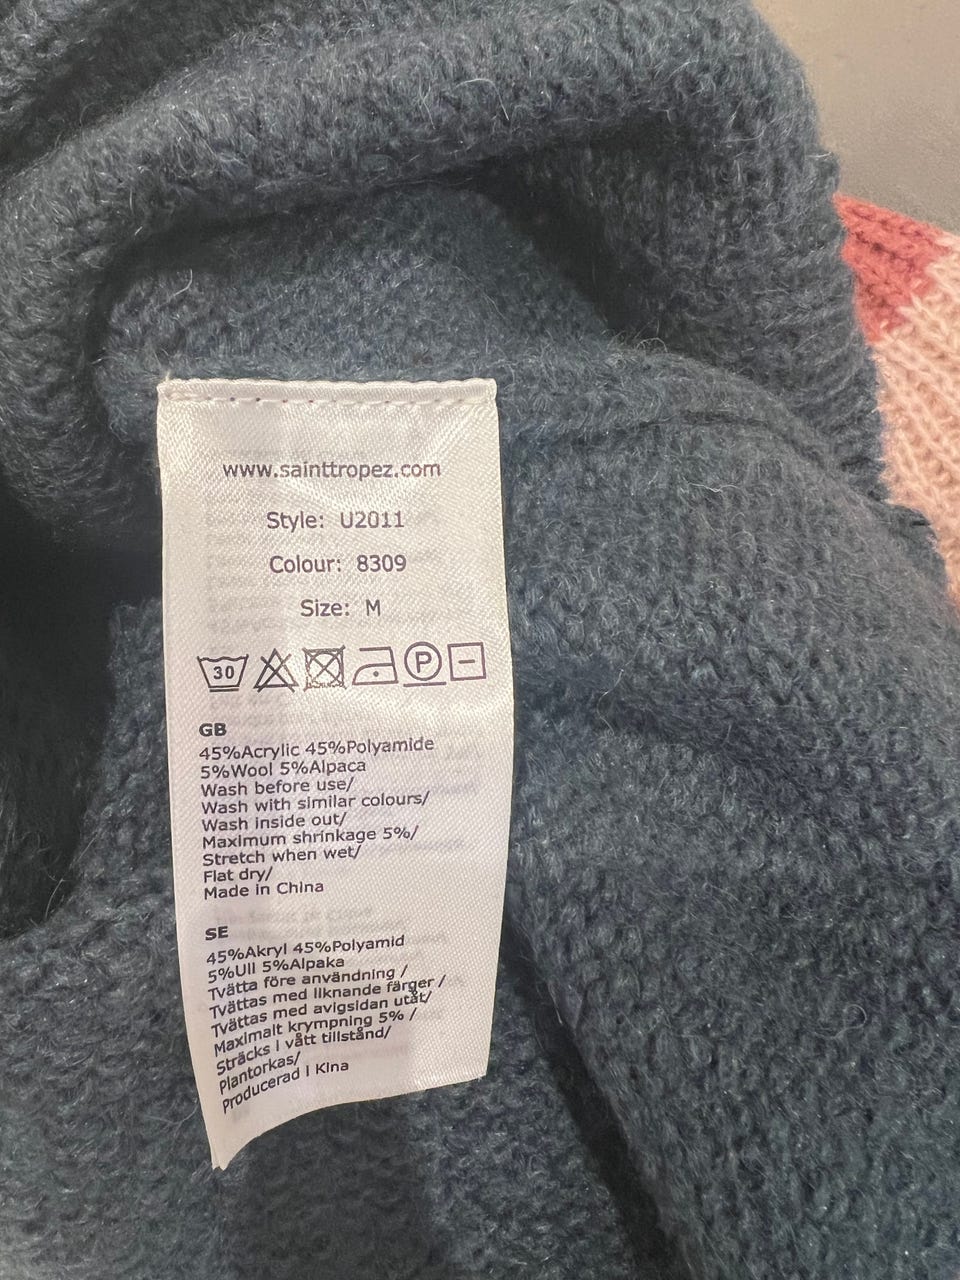 www.sainttropez.com
Style: U2011
Colour: 8309
Size: M
30 P
GB
45%Acrylic 45%Polyamide
5%Wool 5%Alpaca
Wash before use/
Wash with similar colours/
Wash inside out/
Maximum shrinkage 5%/
Stretch when wet/
Flat dry/
Made in China
SE
45%Akryl 45%Polyamid
5%Ull 5%Alpaka
Tvätta före användning /
Tvättas med liknande färger /
Tvättas med avigsidan utåt/
Maximalt krympning 5% /
Sträcks i vått tillstånd/
Plantorkas/
Producerad i Kina